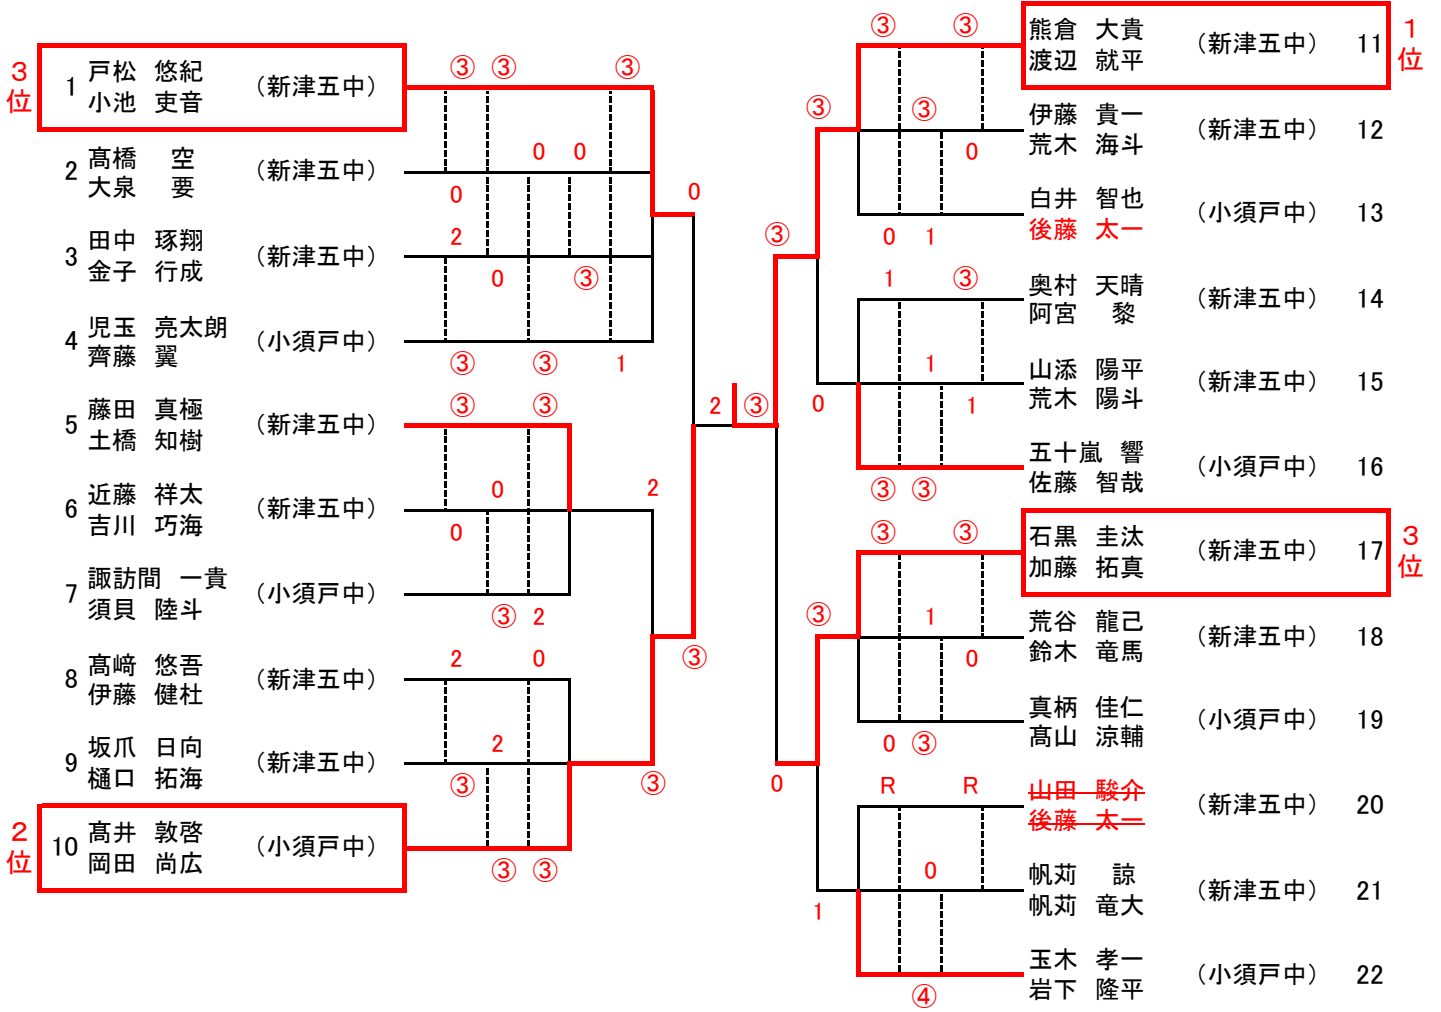 3位
1 戸松 悠紀 (新津五中)
小池 吏音
2 髙橋 空 (新津五中)
大泉 要
3 田中 琢翔 (新津五中)
金子 行成
4 児玉 亮太朗 (小須戸中)
齊藤 翼
5 藤田 真極 (新津五中)
土橋 知樹
6 近藤 祥太 (新津五中)
吉川 巧海
7 諏訪間 一貴 (小須戸中)
須貝 陸斗
8 髙﨑 悠吾 (新津五中)
伊藤 健杜
9 坂爪 日向 (新津五中)
樋口 拓海
2位
10 髙井 敦啓 (小須戸中)
岡田 尚広
③ ③ ③
0 0
0
2
0 ③
③ ③ 1
0
③ ③
0
0
③ 2
2
2 0
2
③
③ ③
③
③
2 ③
③ ③
③
0
0 1
③
③
1 ③
1
1
③ ③
0
③ ③
1
0
0 ③
③
0
R R
0
④
1
熊倉 大貴 (新津五中) 11
渡辺 就平
1位
伊藤 貴一 (新津五中) 12
荒木 海斗
白井 智也 (小須戸中) 13
後藤 太一
奥村 天晴 (新津五中) 14
阿宮 黎
山添 陽平 (新津五中) 15
荒木 陽斗
五十嵐 響 (小須戸中) 16
佐藤 智哉
石黒 圭汰 (新津五中) 17
加藤 拓真
3位
荒谷 龍己 (新津五中) 18
鈴木 竜馬
真柄 佳仁 (小須戸中) 19
髙山 涼輔
山田 駿介 (新津五中) 20
後藤 太一
帆苅 諒 (新津五中) 21
帆苅 竜大
玉木 孝一 (小須戸中) 22
岩下 隆平